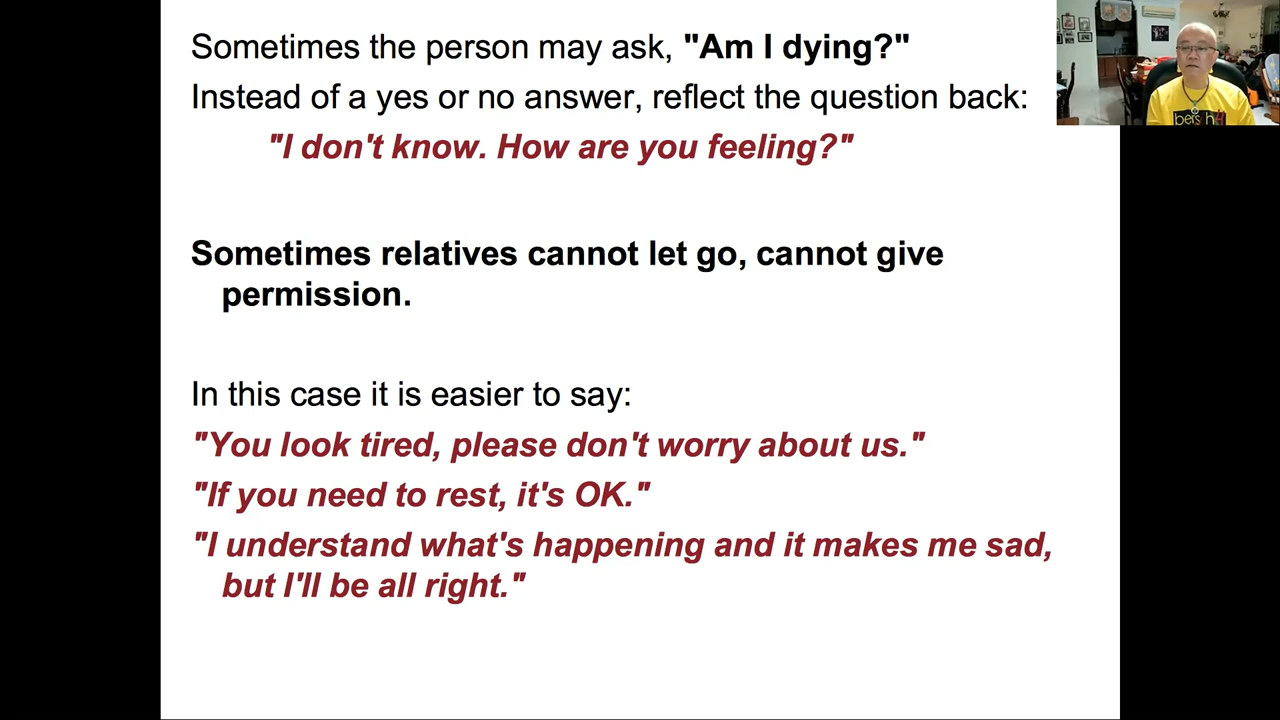 Sometimes the person may ask, "Am I dying?"
Instead of a yes or no answer, reflect the question back:
"I don't know. How are you feeling?"
Sometimes relatives cannot let go, cannot give
permission.
In this case it is easier to say:
"You look tired, please don't worry about us."
"If you need to rest, it's OK."
"I understand what's happening and it makes me sad,
but I'll be all right."